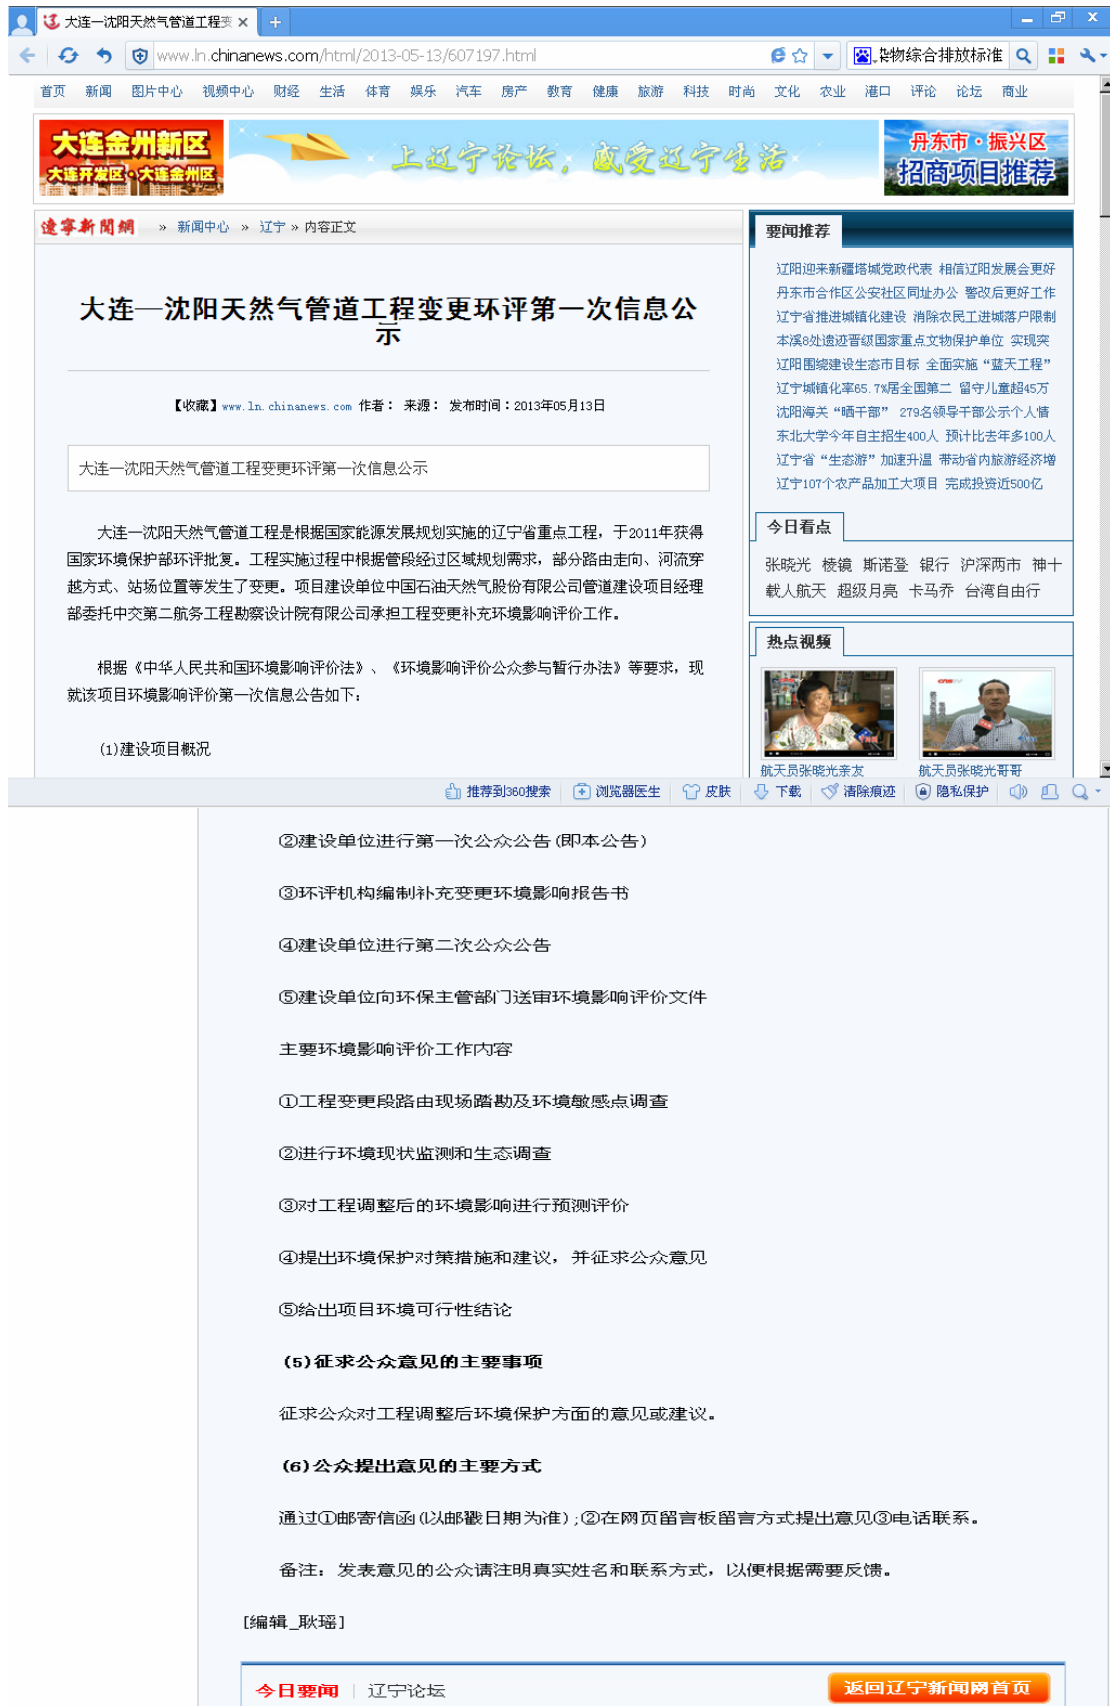 大连—沈阳天然气管道工程变 ×
www.ln.chinanews.com/html/2013-05-13/607197.html
杂物综合排放标准
首页 新闻 图片中心 视频中心 财经 生活 体育 娱乐 汽车 房产 教育 健康 旅游 科技 时尚 文化 农业 港口 评论 论坛 商业
大连金州新区
大连开发区·大连金州区
上辽宁论坛,感受辽宁生活
丹东市·振兴区
招商项目推荐
遼寧新聞網 » 新闻中心 » 辽宁 » 内容正文
大连—沈阳天然气管道工程变更环评第一次信息公
示
【收藏】www.ln.chinanews.com 作者: 来源: 发布时间:2013年05月13日
大连—沈阳天然气管道工程变更环评第一次信息公示
大连—沈阳天然气管道工程是根据国家能源发展规划实施的辽宁省重点工程,于2011年获得
国家环境保护部环评批复。工程实施过程中根据管段经过区域规划需求,部分路由走向、河流穿
越方式、站场位置等发生了变更。项目建设单位中国石油天然气股份有限公司管道建设项目经理
部委托中交第二航务工程勘察设计院有限公司承担工程变更补充环境影响评价工作。
根据《中华人民共和国环境影响评价法》、《环境影响评价公众参与暂行办法》等要求,现
就该项目环境影响评价第一次信息公告如下:
(1)建设项目概况
要闻推荐
辽阳迎来新疆塔城党政代表 相信辽阳发展会更好
丹东市合作区公安社区同址办公 警改后更好工作
辽宁省推进城镇化建设 消除农民工进城落户限制
本溪8处遗迹晋级国家重点文物保护单位 实现突
辽阳围绕建设生态市目标 全面实施“蓝天工程”
辽宁城镇化率65.7%居全国第二 留守儿童超45万
沈阳海关“晒干部” 279名领导干部公示个人情
东北大学今年自主招生400人 预计比去年多100人
辽宁省“生态游”加速升温 带动省内旅游经济增
辽宁107个农产品加工大项目 完成投资近500亿
今日看点
张晓光 棱镜 斯诺登 银行 沪深两市 神十
载人航天 超级月亮 卡马乔 台湾自由行
热点视频
航天员张晓光亲友 航天员张晓光哥哥
推荐到360搜索 浏览器医生 皮肤 下载 清除痕迹 隐私保护
②建设单位进行第一次公众公告(即本公告)
③环评机构编制补充变更环境影响报告书
④建设单位进行第二次公众公告
⑤建设单位向环保主管部门送审环境影响评价文件
主要环境影响评价工作内容
①工程变更段路由现场踏勘及环境敏感点调查
②进行环境现状监测和生态调查
③对工程调整后的环境影响进行预测评价
④提出环境保护对策措施和建议,并征求公众意见
⑤给出项目环境可行性结论
(5)征求公众意见的主要事项
征求公众对工程调整后环境保护方面的意见或建议。
(6)公众提出意见的主要方式
通过①邮寄信函(以邮戳日期为准);②在网页留言板留言方式提出意见③电话联系。
备注: 发表意见的公众请注明真实姓名和联系方式,以便根据需要反馈。
[编辑_耿瑶]
今日要闻 | 辽宁论坛
返回辽宁新闻网首页